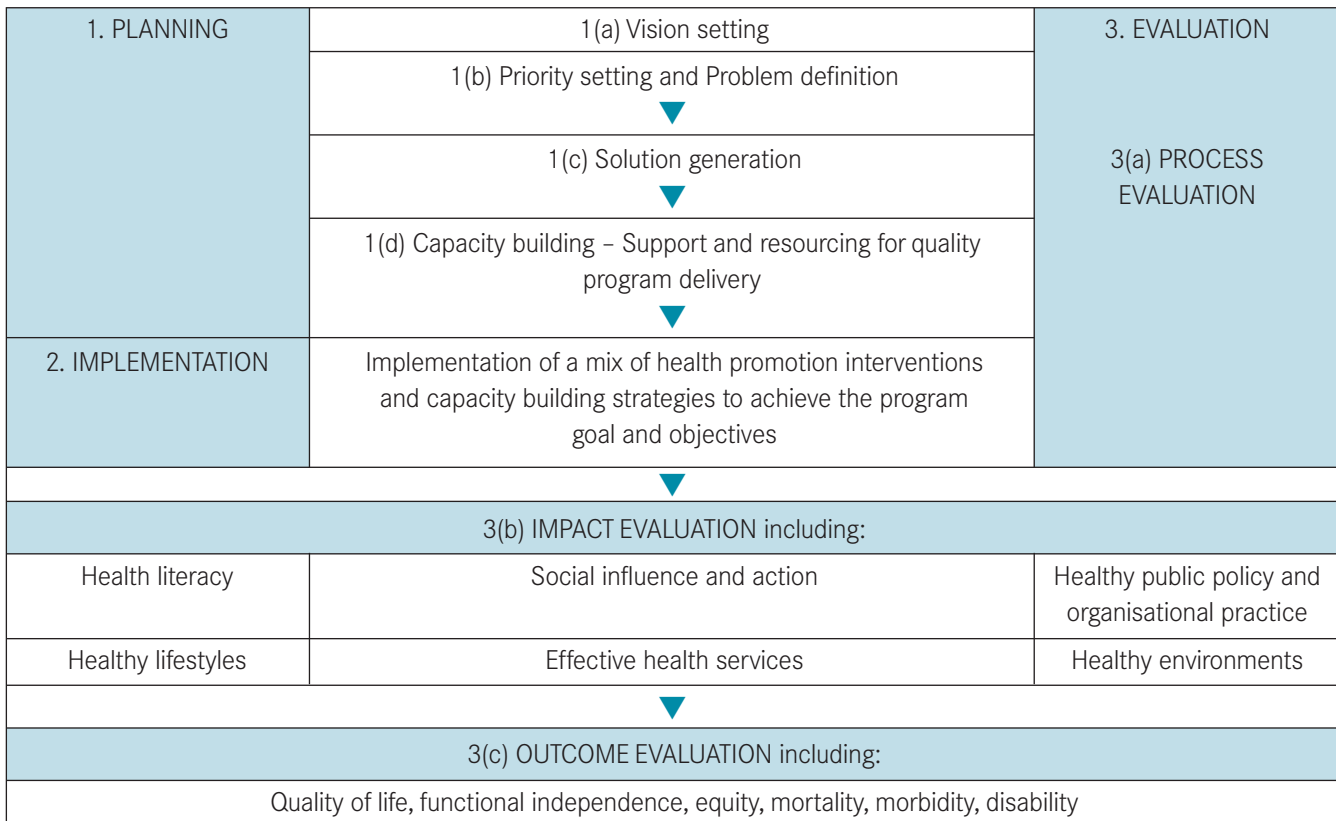 1. PLANNING
1(a) Vision setting
3. EVALUATION
1(b) Priority setting and Problem definition
1(c) Solution generation
3(a) PROCESS
EVALUATION
1(d) Capacity building – Support and resourcing for quality
program delivery
2. IMPLEMENTATION
Implementation of a mix of health promotion interventions
and capacity building strategies to achieve the program
goal and objectives
3(b) IMPACT EVALUATION including:
Health literacy
Social influence and action
Healthy public policy and
organisational practice
Healthy lifestyles
Effective health services
Healthy environments
3(c) OUTCOME EVALUATION including:
Quality of life, functional independence, equity, mortality, morbidity, disability